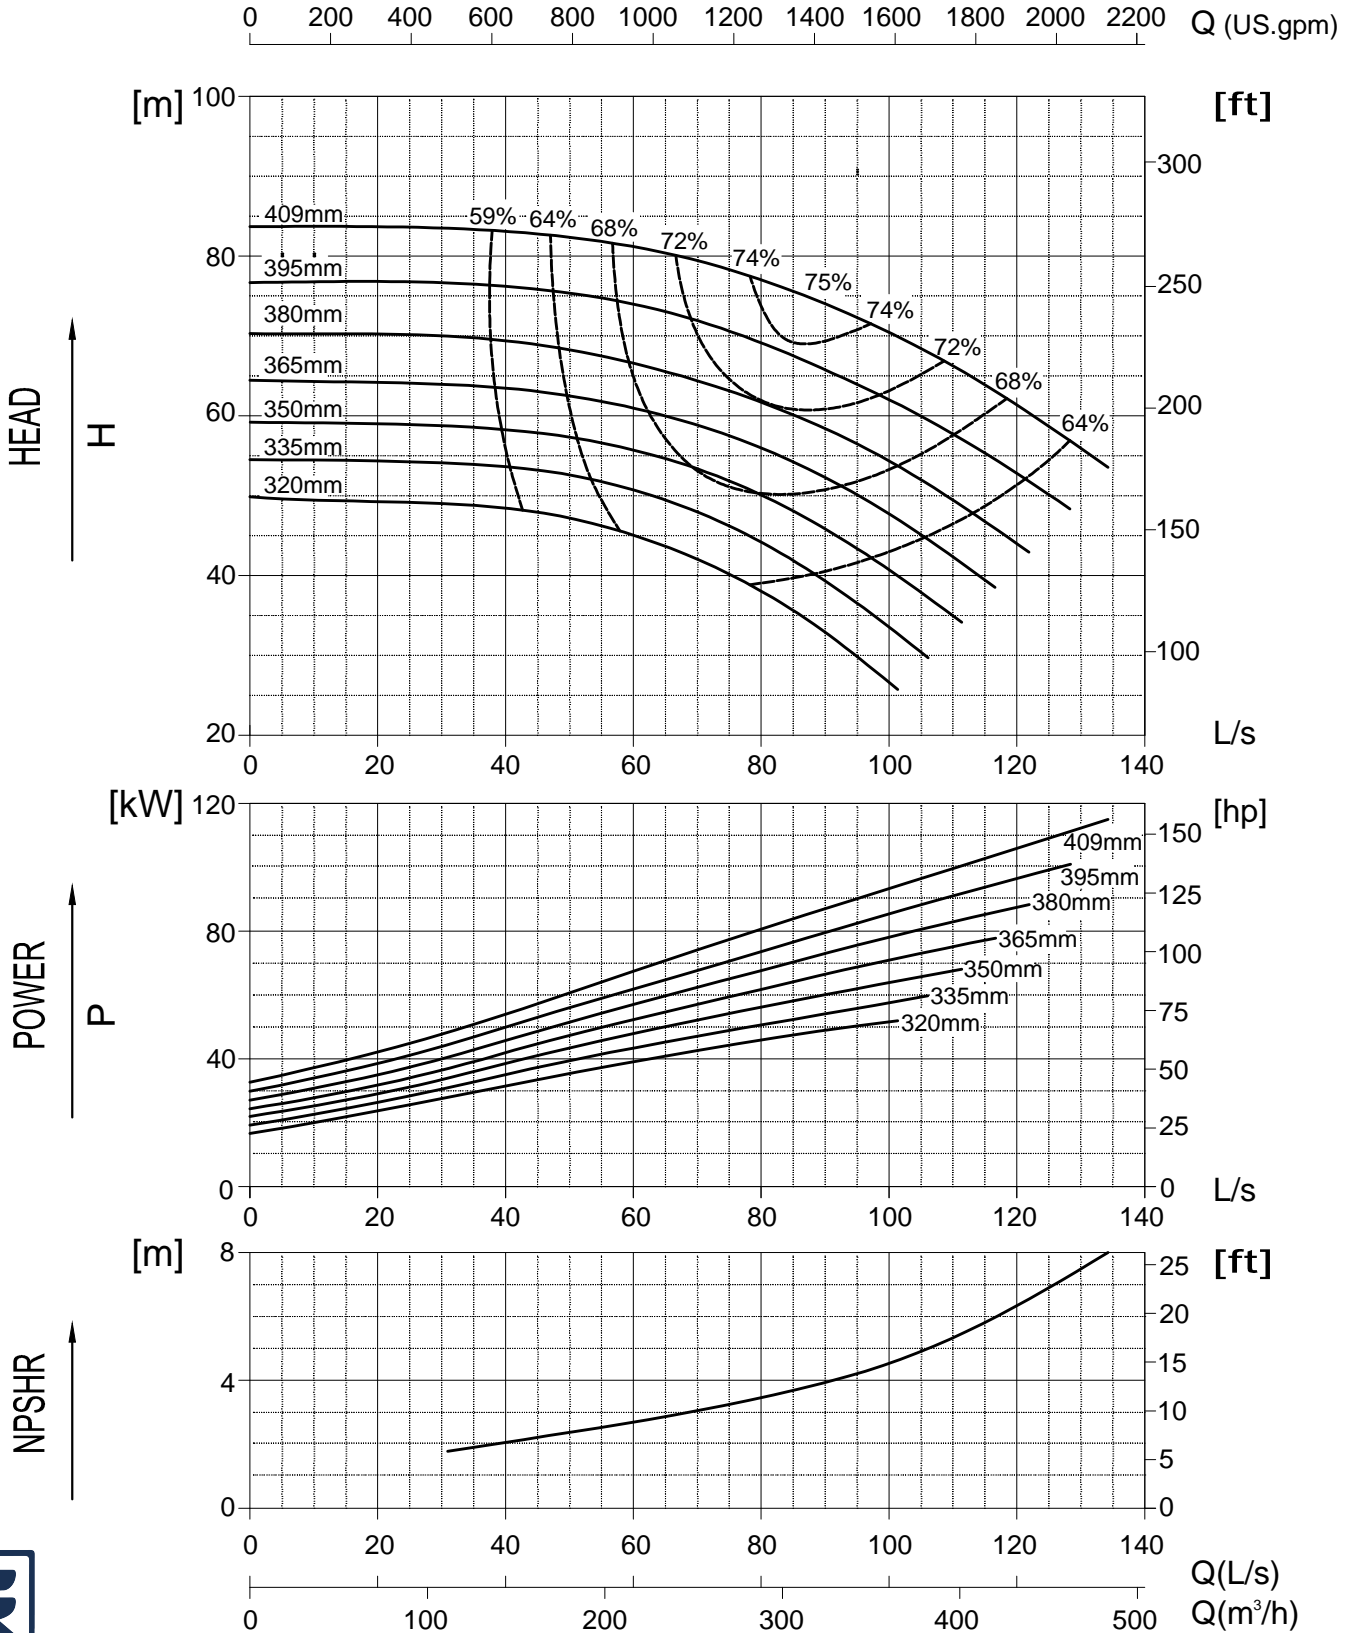 0 200 400 600 800 1000 1200 1400 1600 1800 2000 2200 Q (US.gpm)
[m] 100 [ft]
300
409mm 59% 64% 68% 72% 74% 75% 74% 72% 68% 64%
80 250
395mm
380mm
365mm
60 200
350mm
335mm
320mm
150
40
100
20 L/s
HEAD H
0 20 40 60 80 100 120 140
[kW] 120 [hp]
150
409mm
395mm
125
380mm
80 365mm 100
350mm
335mm 75
320mm
40 50
25
0 0 L/s
POWER P
0 20 40 60 80 100 120 140
[m] 8 [ft]
25
20
15
4
10
5
0 0
NPSHR
0 20 40 60 80 100 120 140
Q(L/s)
0 100 200 300 400 500 Q(m³/h)